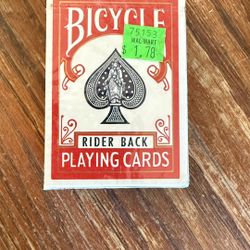 BICYCLE
75153
WAL-MART
$ 1.78
RIDER BACK
PLAYING CARDS